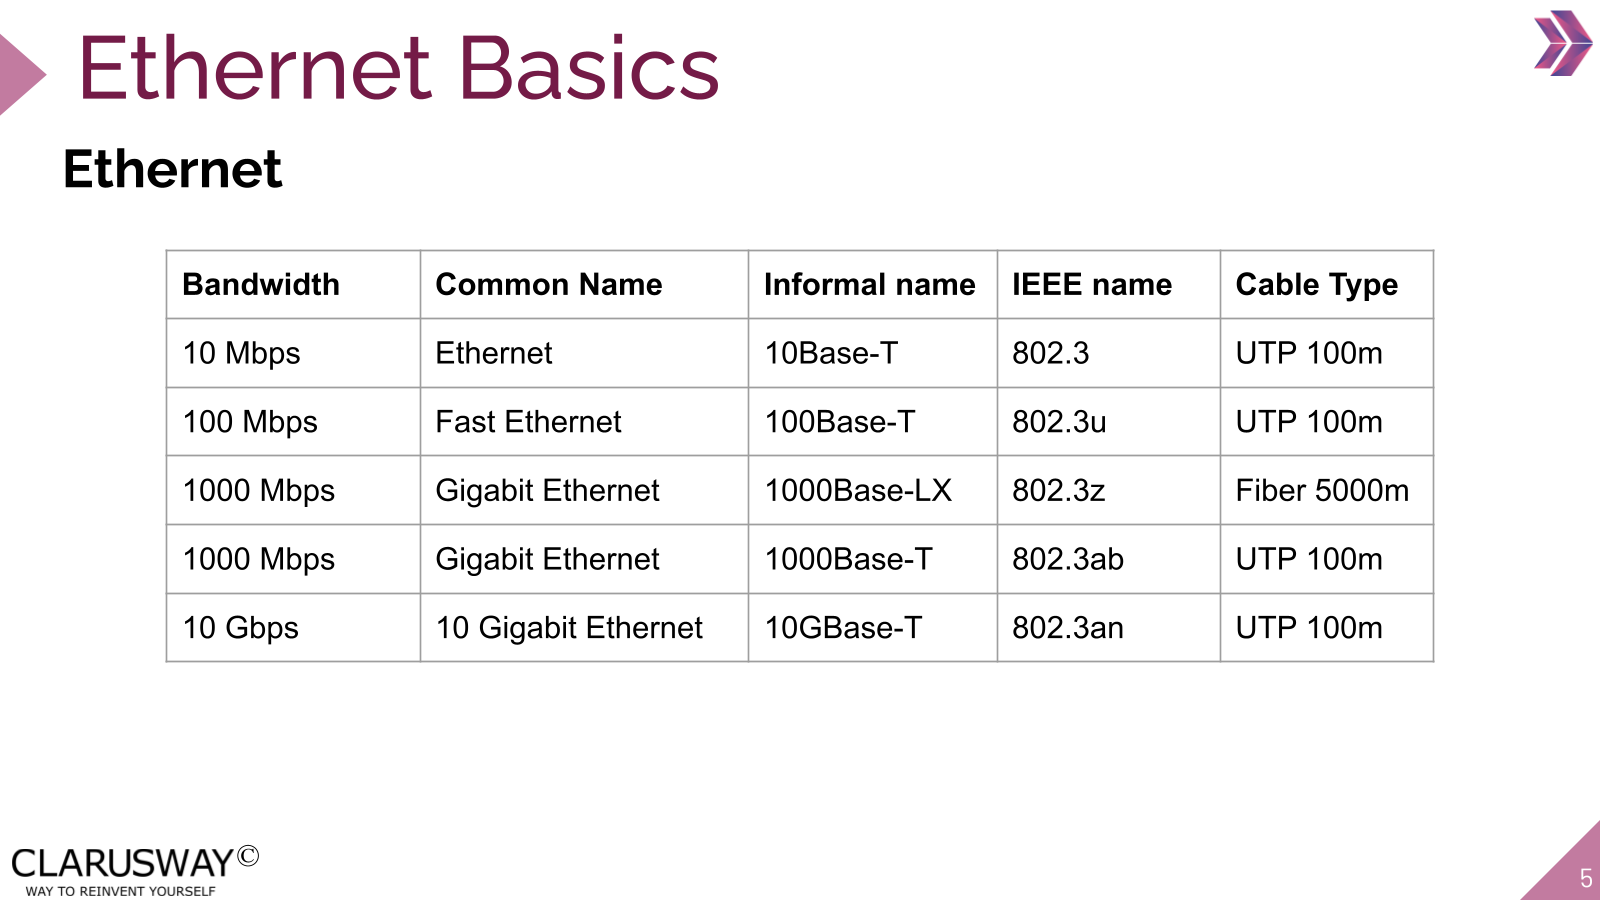 Ethernet Basics
Ethernet
Bandwidth Common Name Informal name IEEE name Cable Type
10 Mbps Ethernet 10Base-T 802.3 UTP 100m
100 Mbps Fast Ethernet 100Base-T 802.3u UTP 100m
1000 Mbps Gigabit Ethernet 1000Base-LX 802.3z Fiber 5000m
1000 Mbps Gigabit Ethernet 1000Base-T 802.3ab UTP 100m
10 Gbps 10 Gigabit Ethernet 10GBase-T 802.3an UTP 100m
CLARUSWAY©
WAY TO REINVENT YOURSELF
5